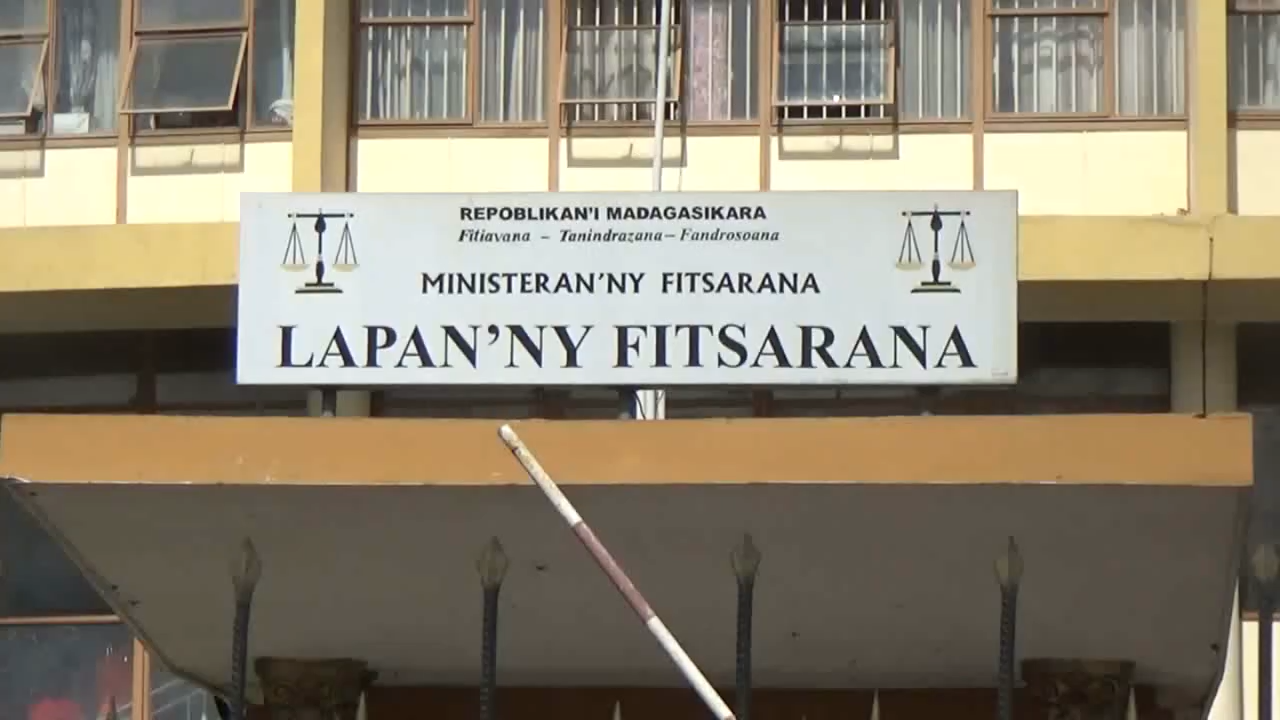 REPOBLIKAN'I MADAGASIKARA
Fitiavana – Tanindrazana – Fandrosoana
MINISTERAN'NY FITSARANA
LAPAN'NY FITSARANA